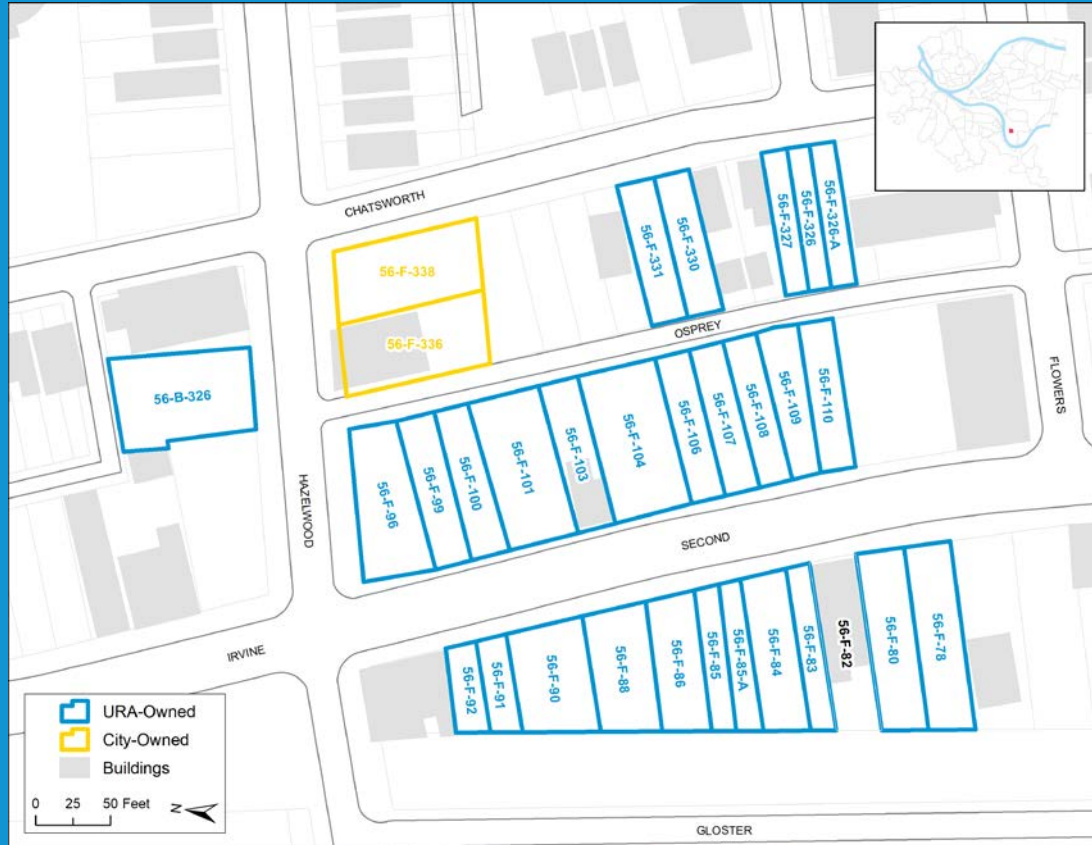 CHATSWORTH
56-F-338
56-F-336
56-F-331
56-F-330
56-F-327
56-F-326
56-F-326-A
OSPREY
FLOWERS
56-B-326
HAZELWOOD
56-F-96
56-F-99
56-F-100
56-F-101
56-F-103
56-F-104
56-F-106
56-F-107
56-F-108
56-F-109
56-F-110
SECOND
IRVINE
56-F-92
56-F-91
56-F-90
56-F-88
56-F-86
56-F-85
56-F-85-A
56-F-84
56-F-83
56-F-82
56-F-80
56-F-78
URA-Owned
City-Owned
Buildings
0 25 50 Feet
N
GLOSTER